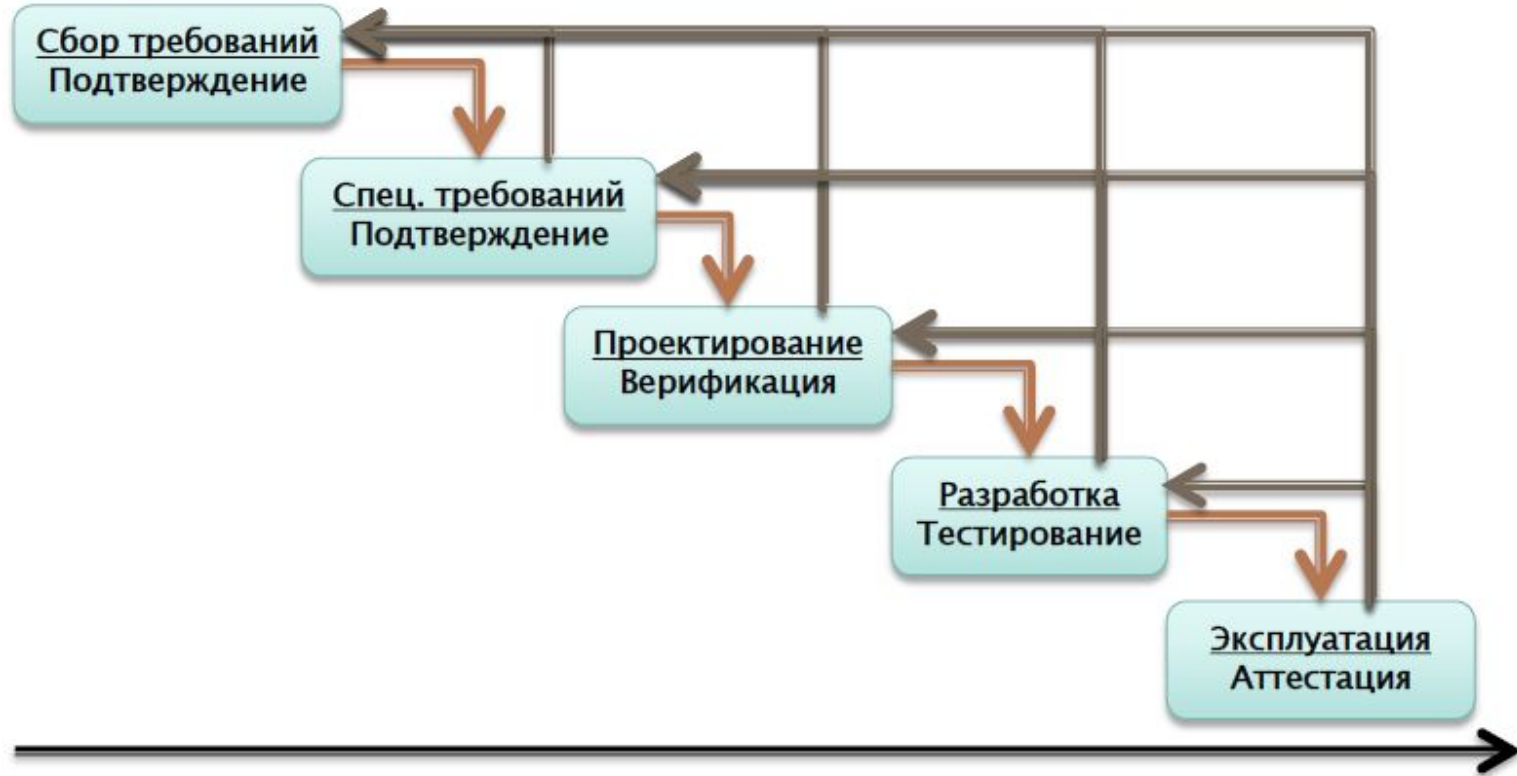 Сбор требований
Подтверждение
Спец. требований
Подтверждение
Проектирование
Верификация
Разработка
Тестирование
Эксплуатация
Аттестация